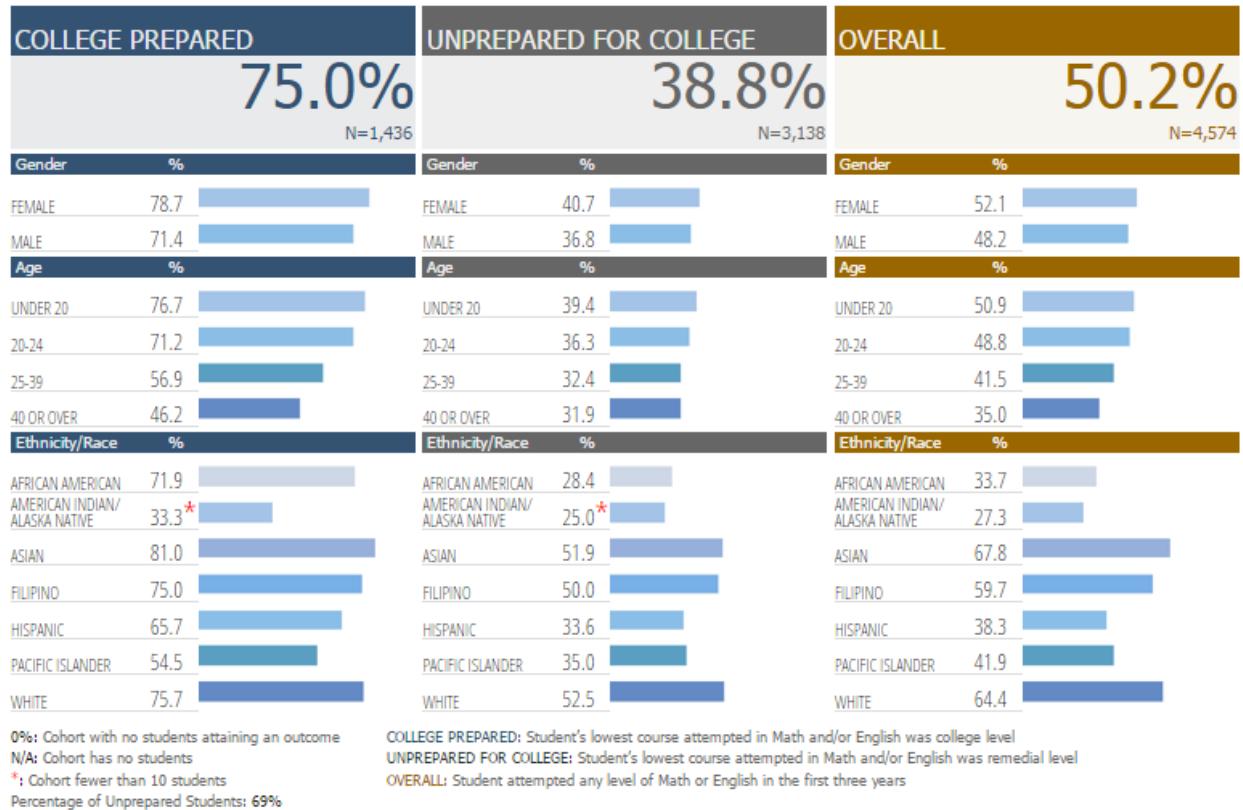 COLLEGE PREPARED
75.0%
N=1,436
Gender %
FEMALE 78.7
MALE 71.4
Age %
UNDER 20 76.7
20-24 71.2
25-39 56.9
40 OR OVER 46.2
Ethnicity/Race %
AFRICAN AMERICAN 71.9
AMERICAN INDIAN/
ALASKA NATIVE 33.3*
ASIAN 81.0
FILIPINO 75.0
HISPANIC 65.7
PACIFIC ISLANDER 54.5
WHITE 75.7
UNPREPARED FOR COLLEGE
38.8%
N=3,138
Gender %
FEMALE 40.7
MALE 36.8
Age %
UNDER 20 39.4
20-24 36.3
25-39 32.4
40 OR OVER 31.9
Ethnicity/Race %
AFRICAN AMERICAN 28.4
AMERICAN INDIAN/
ALASKA NATIVE 25.0*
ASIAN 51.9
FILIPINO 50.0
HISPANIC 33.6
PACIFIC ISLANDER 35.0
WHITE 52.5
OVERALL
50.2%
N=4,574
Gender %
FEMALE 52.1
MALE 48.2
Age %
UNDER 20 50.9
20-24 48.8
25-39 41.5
40 OR OVER 35.0
Ethnicity/Race %
AFRICAN AMERICAN 33.7
AMERICAN INDIAN/
ALASKA NATIVE 27.3
ASIAN 67.8
FILIPINO 59.7
HISPANIC 38.3
PACIFIC ISLANDER 41.9
WHITE 64.4
0%: Cohort with no students attaining an outcome
N/A: Cohort has no students
*: Cohort fewer than 10 students
Percentage of Unprepared Students: 69%
COLLEGE PREPARED: Student's lowest course attempted in Math and/or English was college level
UNPREPARED FOR COLLEGE: Student's lowest course attempted in Math and/or English was remedial level
OVERALL: Student attempted any level of Math or English in the first three years